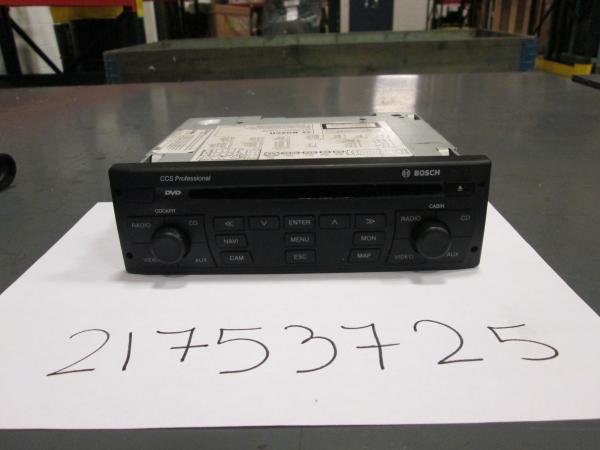 BOSCH
CCS Professional
BOSCH
DVD
COCKPIT
CABIN
RADIO CD
ENTER
RADIO CD
NAVI MENU MON
VIDEO AUX
CAM ESC MAP
VIDEO AUX
21753725